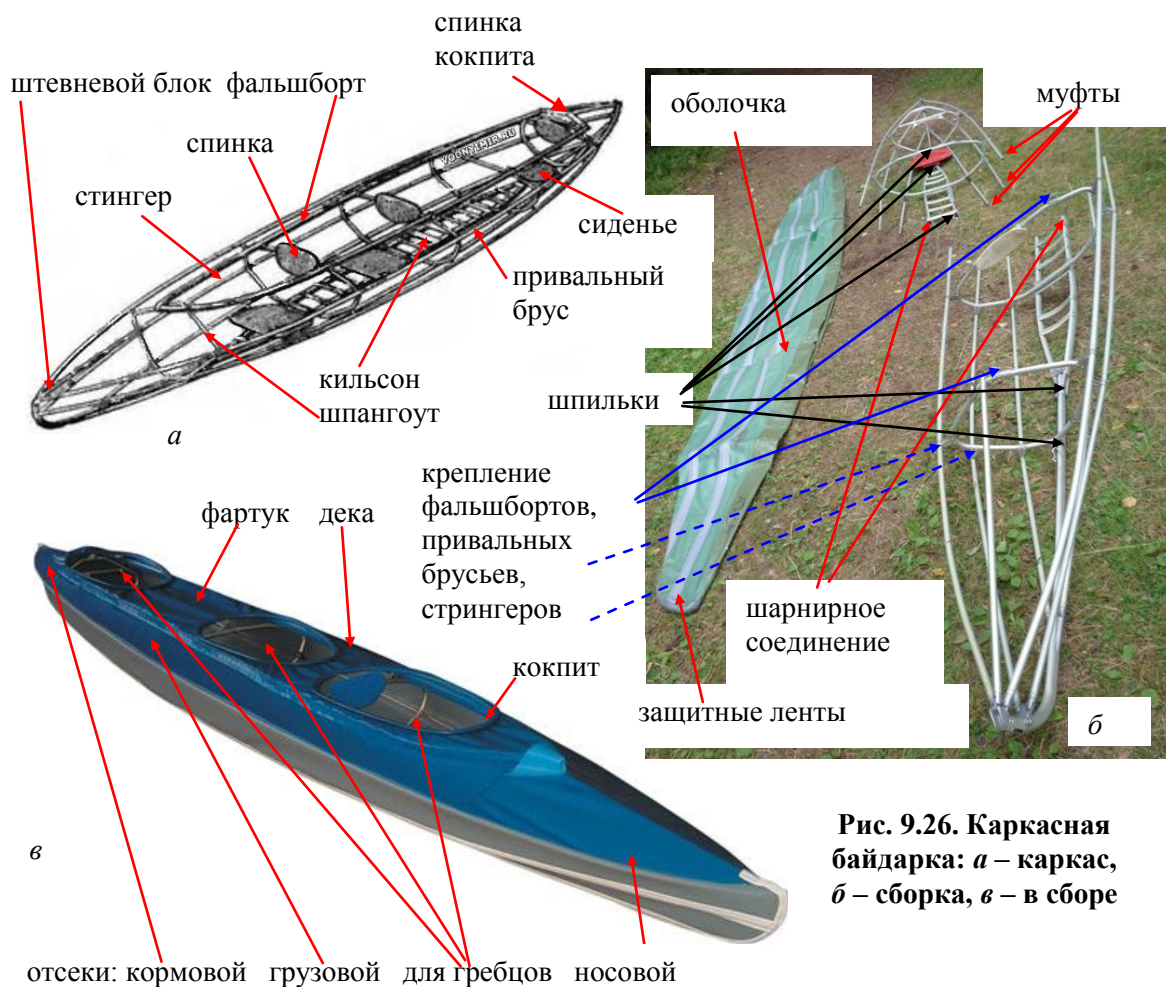 спинка
кокпита
штевневой блок
фальшборт
спинка
стингер
VODNYIMIR.RU
сиденье
привальный
брус
кильсон
шпангоут
а
оболочка
муфты
шпильки
крепление
фальшбортов,
привальных
брусьев,
стрингеров
шарнирное
соединение
защитные ленты
б
фартук
дека
кокпит
в
отсеки: кормовой грузовой для гребцов носовой
Рис. 9.26. Каркасная
байдарка: а – каркас,
б – сборка, в – в сборе